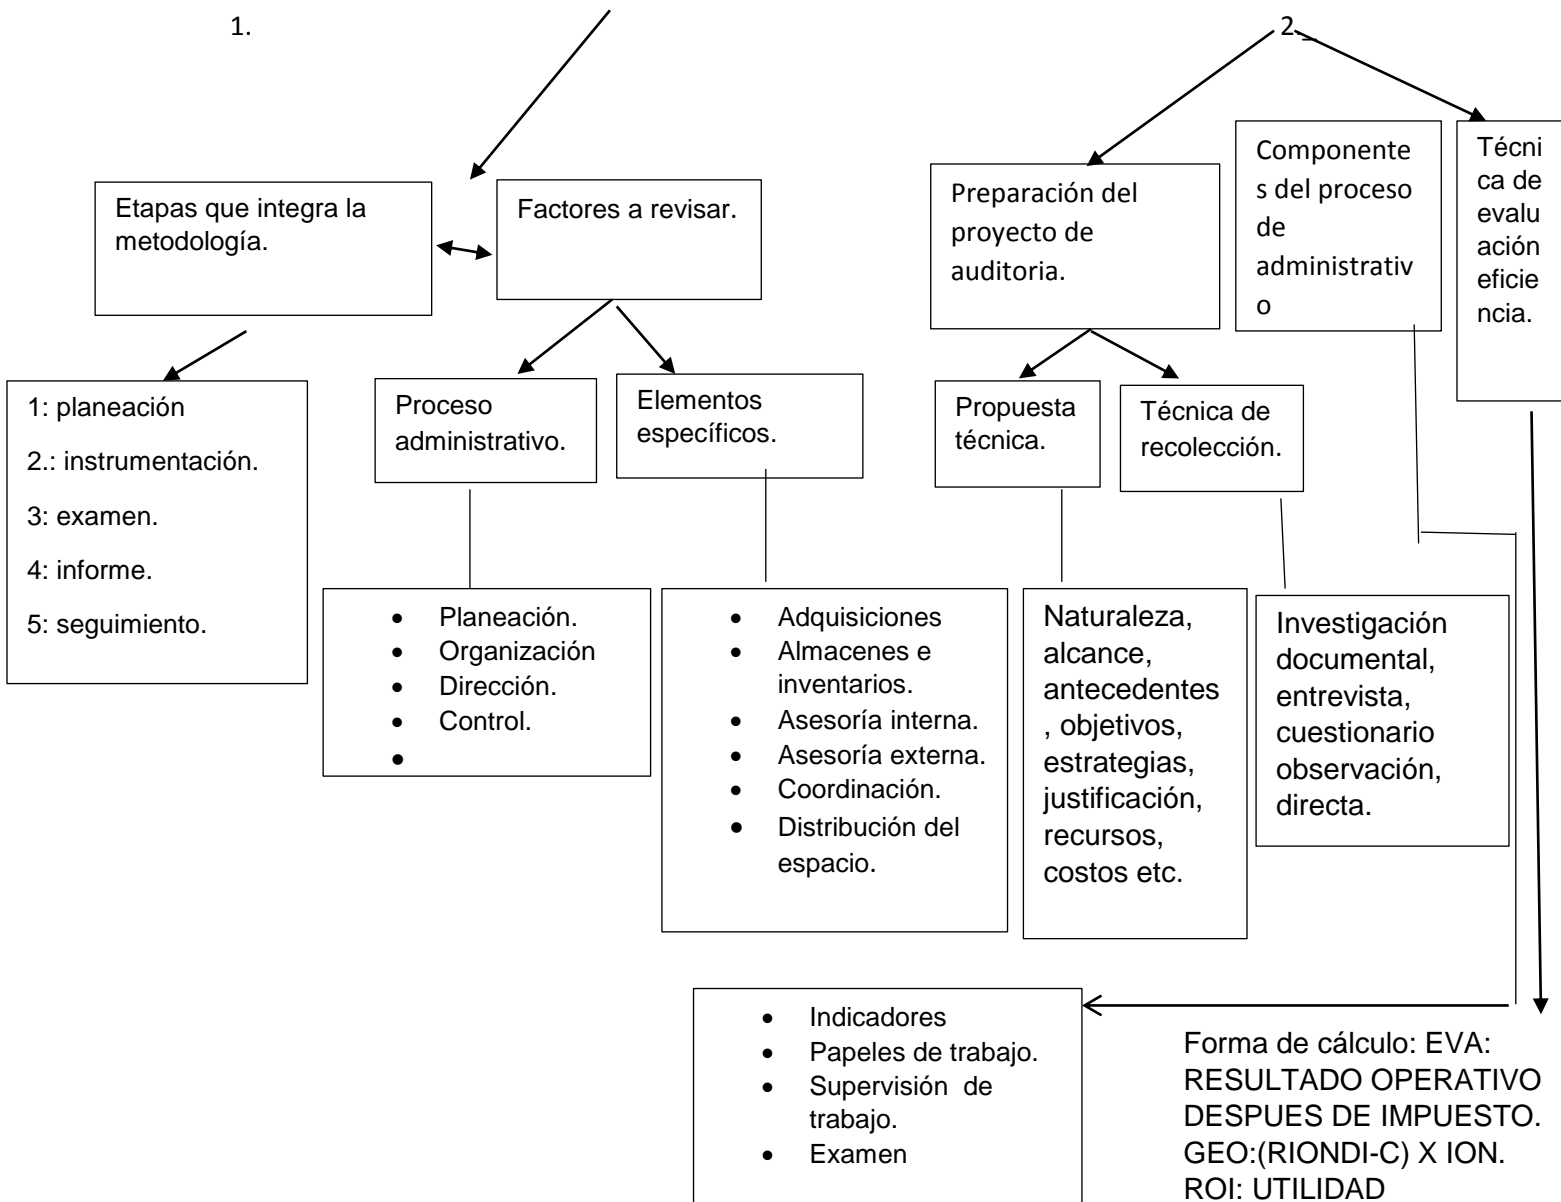 1.
2._
Etapas que integra la
metodología.
Factores a revisar.
Preparación del
proyecto de
auditoria.
Componente
s del proceso
de
administrativ
o
Técni
ca de
evalu
ación
eficie
ncia.
1: planeación
2.: instrumentación.
3: examen.
4: informe.
5: seguimiento.
Proceso
administrativo.
Elementos
específicos.
Propuesta
técnica.
Técnica de
recolección.
• Planeación.
• Organización
• Dirección.
• Control.
•
• Adquisiciones
• Almacenes e
inventarios.
• Asesoría interna.
• Asesoría externa.
• Coordinación.
• Distribución del
espacio.
Naturaleza,
alcance,
antecedentes
, objetivos,
estrategias,
justificación,
recursos,
costos etc.
Investigación
documental,
entrevista,
cuestionario
observación,
directa.
• Indicadores
• Papeles de trabajo.
• Supervisión de
trabajo.
• Examen
Forma de cálculo: EVA:
RESULTADO OPERATIVO
DESPUES DE IMPUESTO.
GEO:(RIONDI-C) X ION.
ROI: UTILIDAD